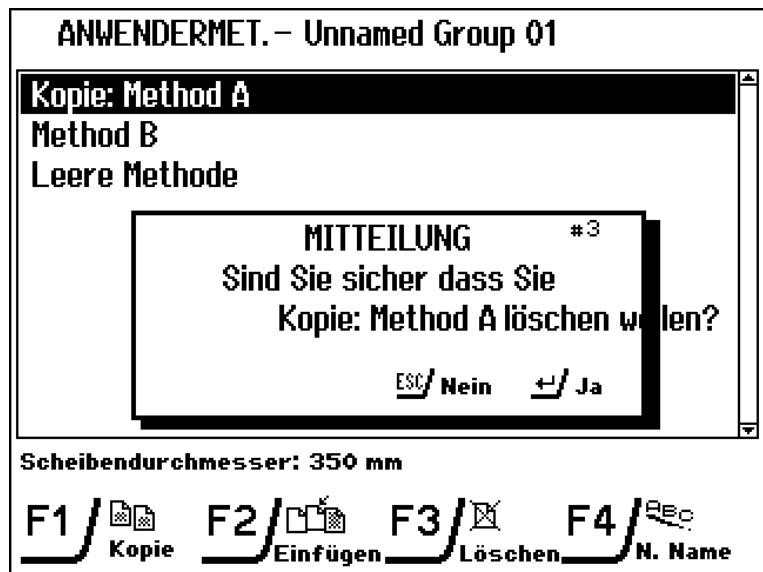 ANWENDERMET.– Unnamed Group 01
Kopie: Method A
Method B
Leere Methode
MITTEILUNG #3
Sind Sie sicher dass Sie
Kopie: Method A löschen wollen?
ESC Nein ↵ Ja
Scheibendurchmesser: 350 mm
F1 Kopie F2 Einfügen F3 Löschen F4 ABC N. Name